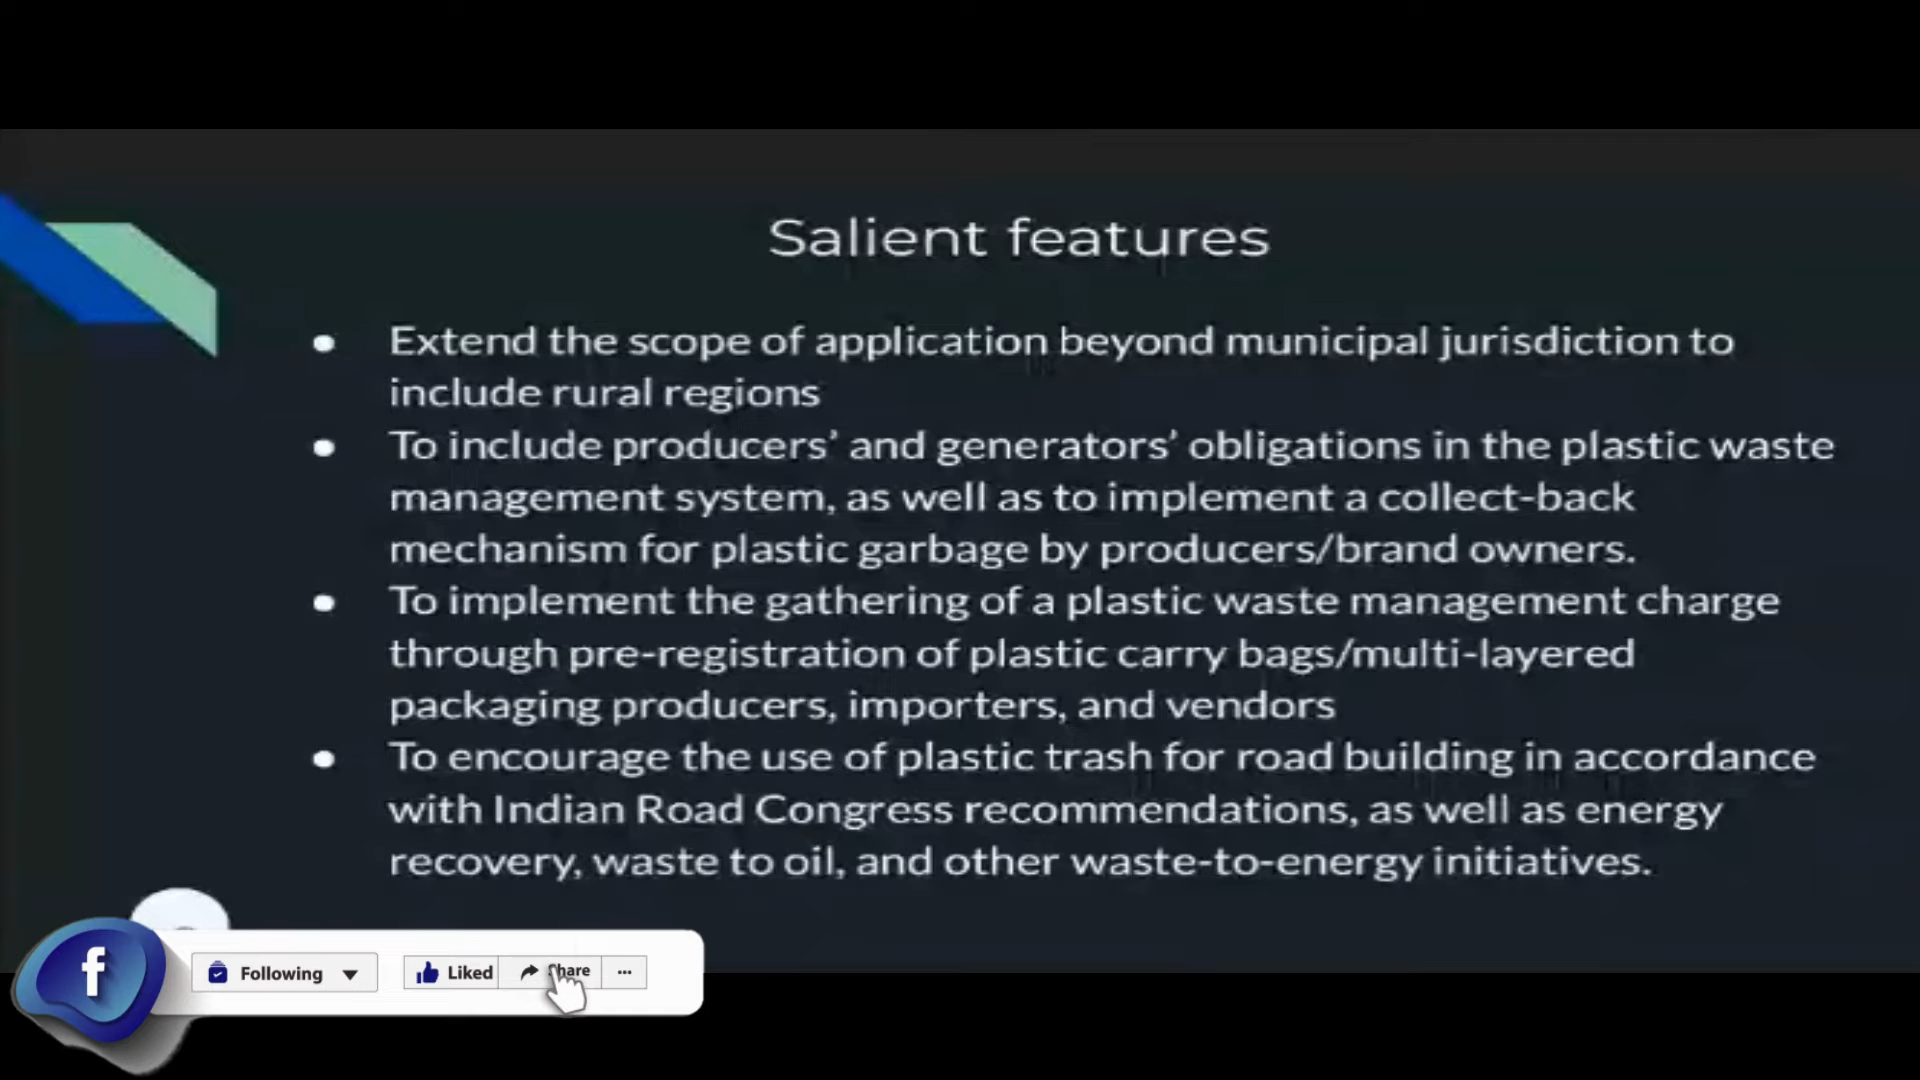 Salient features
• Extend the scope of application beyond municipal jurisdiction to
include rural regions
• To include producers’ and generators’ obligations in the plastic waste
management system, as well as to implement a collect-back
mechanism for plastic garbage by producers/brand owners.
• To implement the gathering of a plastic waste management charge
through pre-registration of plastic carry bags/multi-layered
packaging producers, importers, and vendors
• To encourage the use of plastic trash for road building in accordance
with Indian Road Congress recommendations, as well as energy
recovery, waste to oil, and other waste-to-energy initiatives.
f Following Liked Share ...